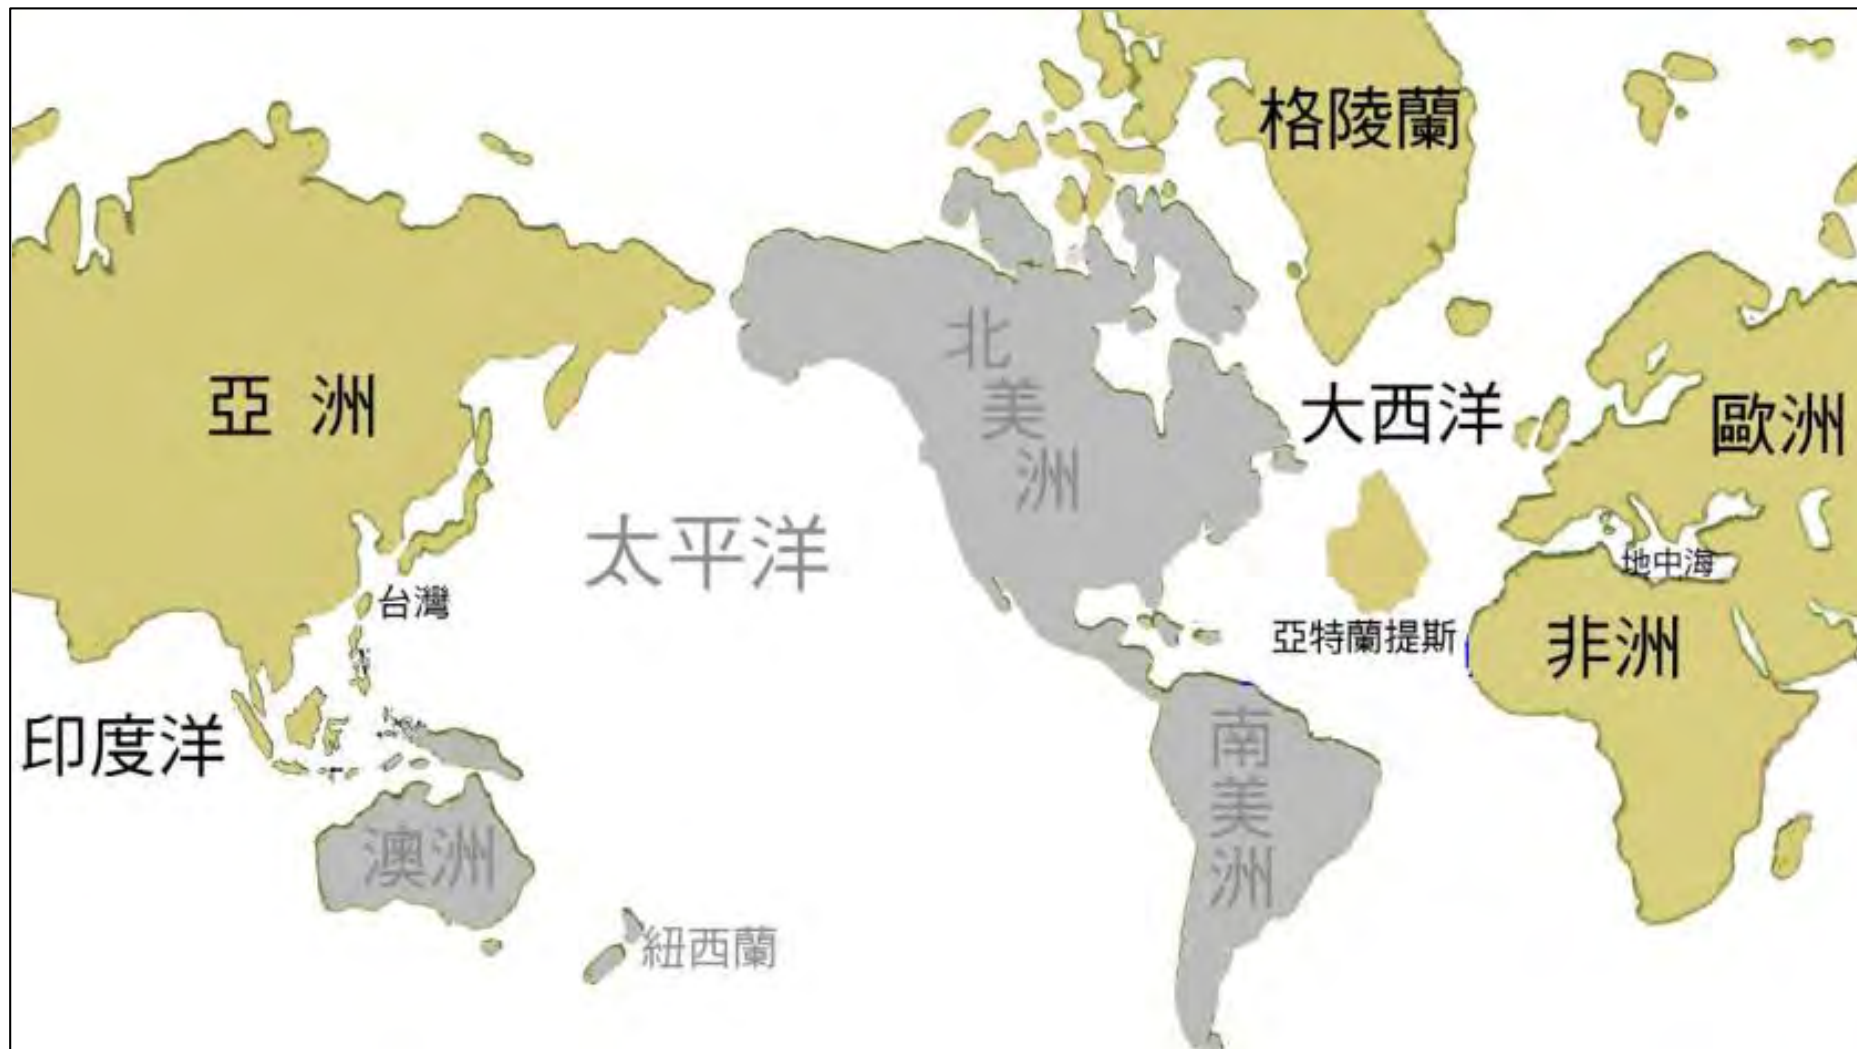 格陵蘭
亞 洲
北美洲
大西洋
歐洲
太平洋
地中海
台灣
亞特蘭提斯
非洲
印度洋
南美洲
澳洲
紐西蘭